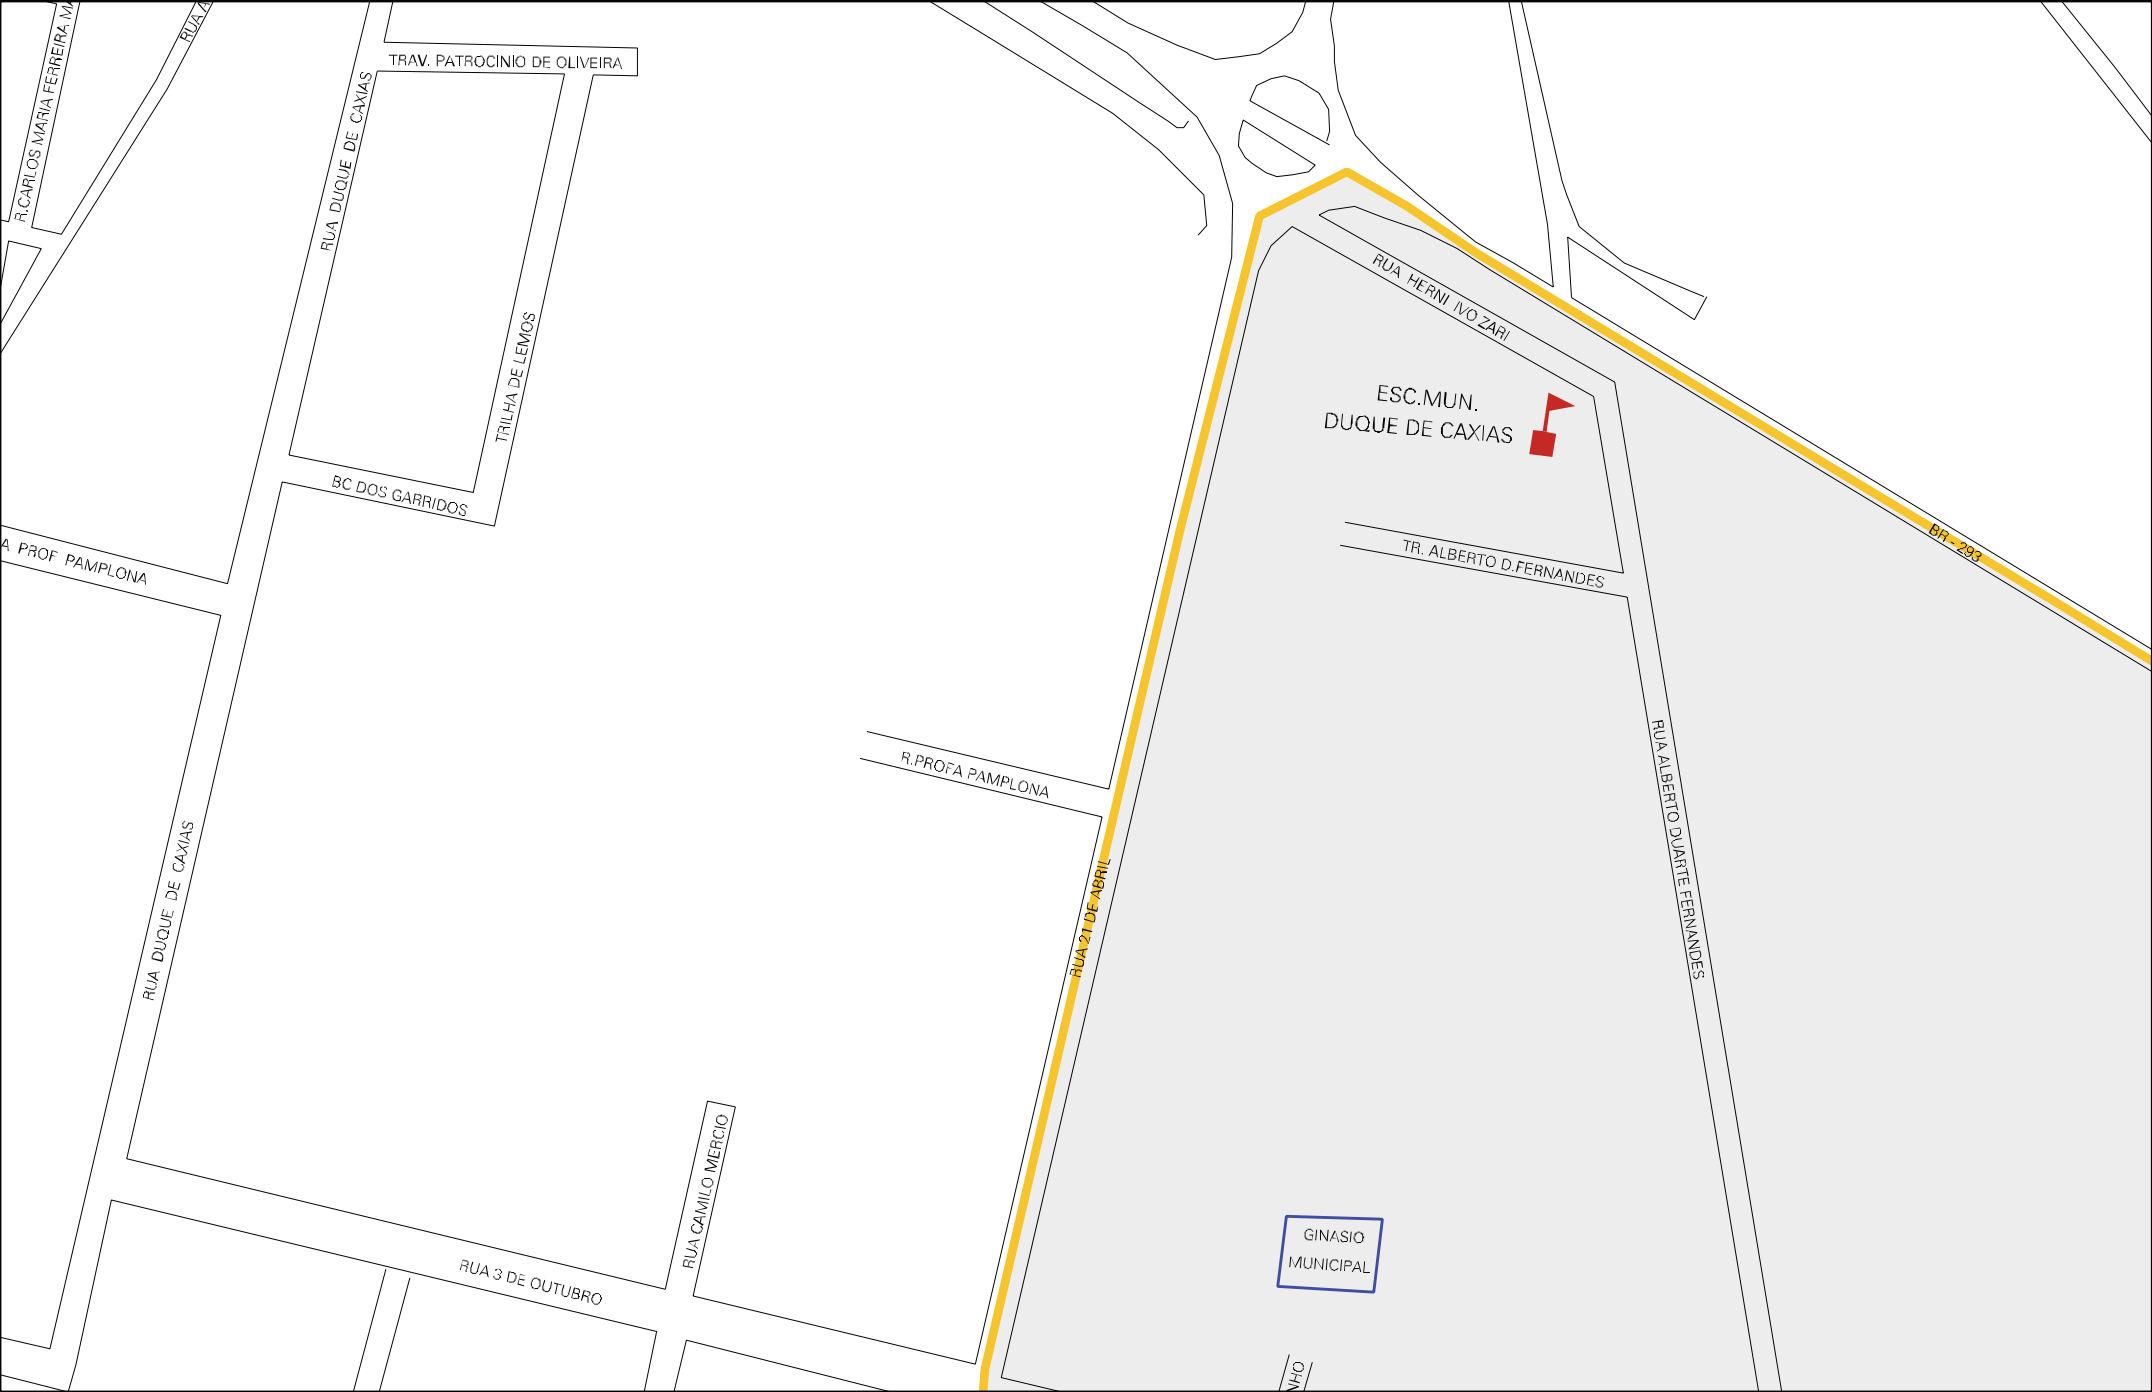 R.CARLOS MARIA FERREIRA
RUA
TRAV. PATROCINIO DE OLIVEIRA
RUA DUQUE DE CAXIAS
TRILHA DE LEMOS
BC DOS GARRIDOS
A PROF PAMPLONA
RUA HERNI IVO ZARI
ESC.MUN.
DUQUE DE CAXIAS
TR. ALBERTO D.FERNANDES
BR - 293
R.PROFA PAMPLONA
RUA 21 DE ABRIL
RUA ALBERTO DUARTE FERNANDES
RUA DUQUE DE CAXIAS
RUA CAMILO MERCIO
RUA 3 DE OUTUBRO
GINASIO
MUNICIPAL
NHO